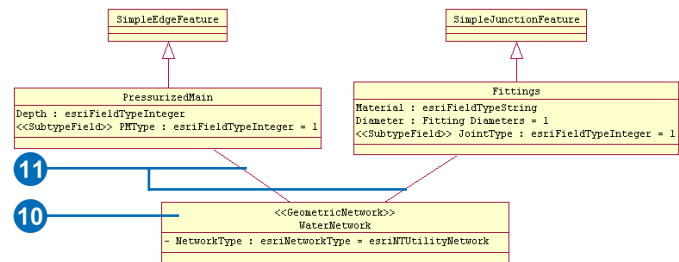 SimpleEdgeFeature
SimpleJunctionFeature
PressurizedMain
Depth : esriFieldTypeInteger
<<SubtypeField>> PMType : esriFieldTypeInteger = 1
Fittings
Material : esriFieldTypeString
Diameter : Fitting Diameters = 1
<<SubtypeField>> JointType : esriFieldTypeInteger = 1
11
10
<<GeometricNetwork>>
WaterNetwork
- NetworkType : esriNetworkType = esriNTUtilityNetwork